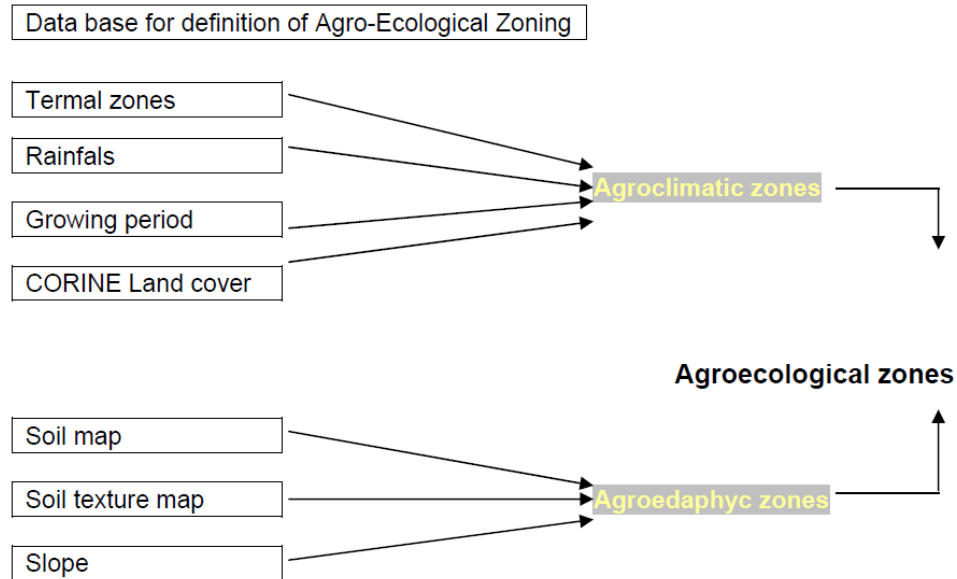 Data base for definition of Agro-Ecological Zoning
Termal zones
Rainfals
Growing period
CORINE Land cover
Agroclimatic zones
Agroecological zones
Soil map
Soil texture map
Slope
Agroedaphyc zones